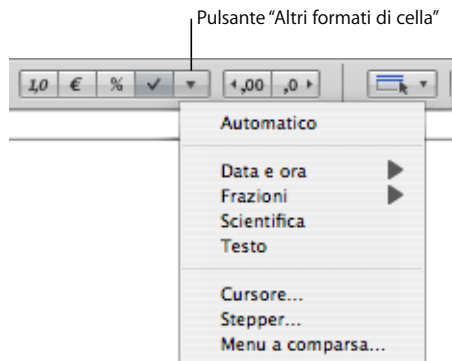 Pulsante “Altri formati di cella”
1,0 € % ,00 ,0
Automatico
Data e ora
Frazioni
Scientifica
Testo
Cursore...
Stepper...
Menu a comparsa...